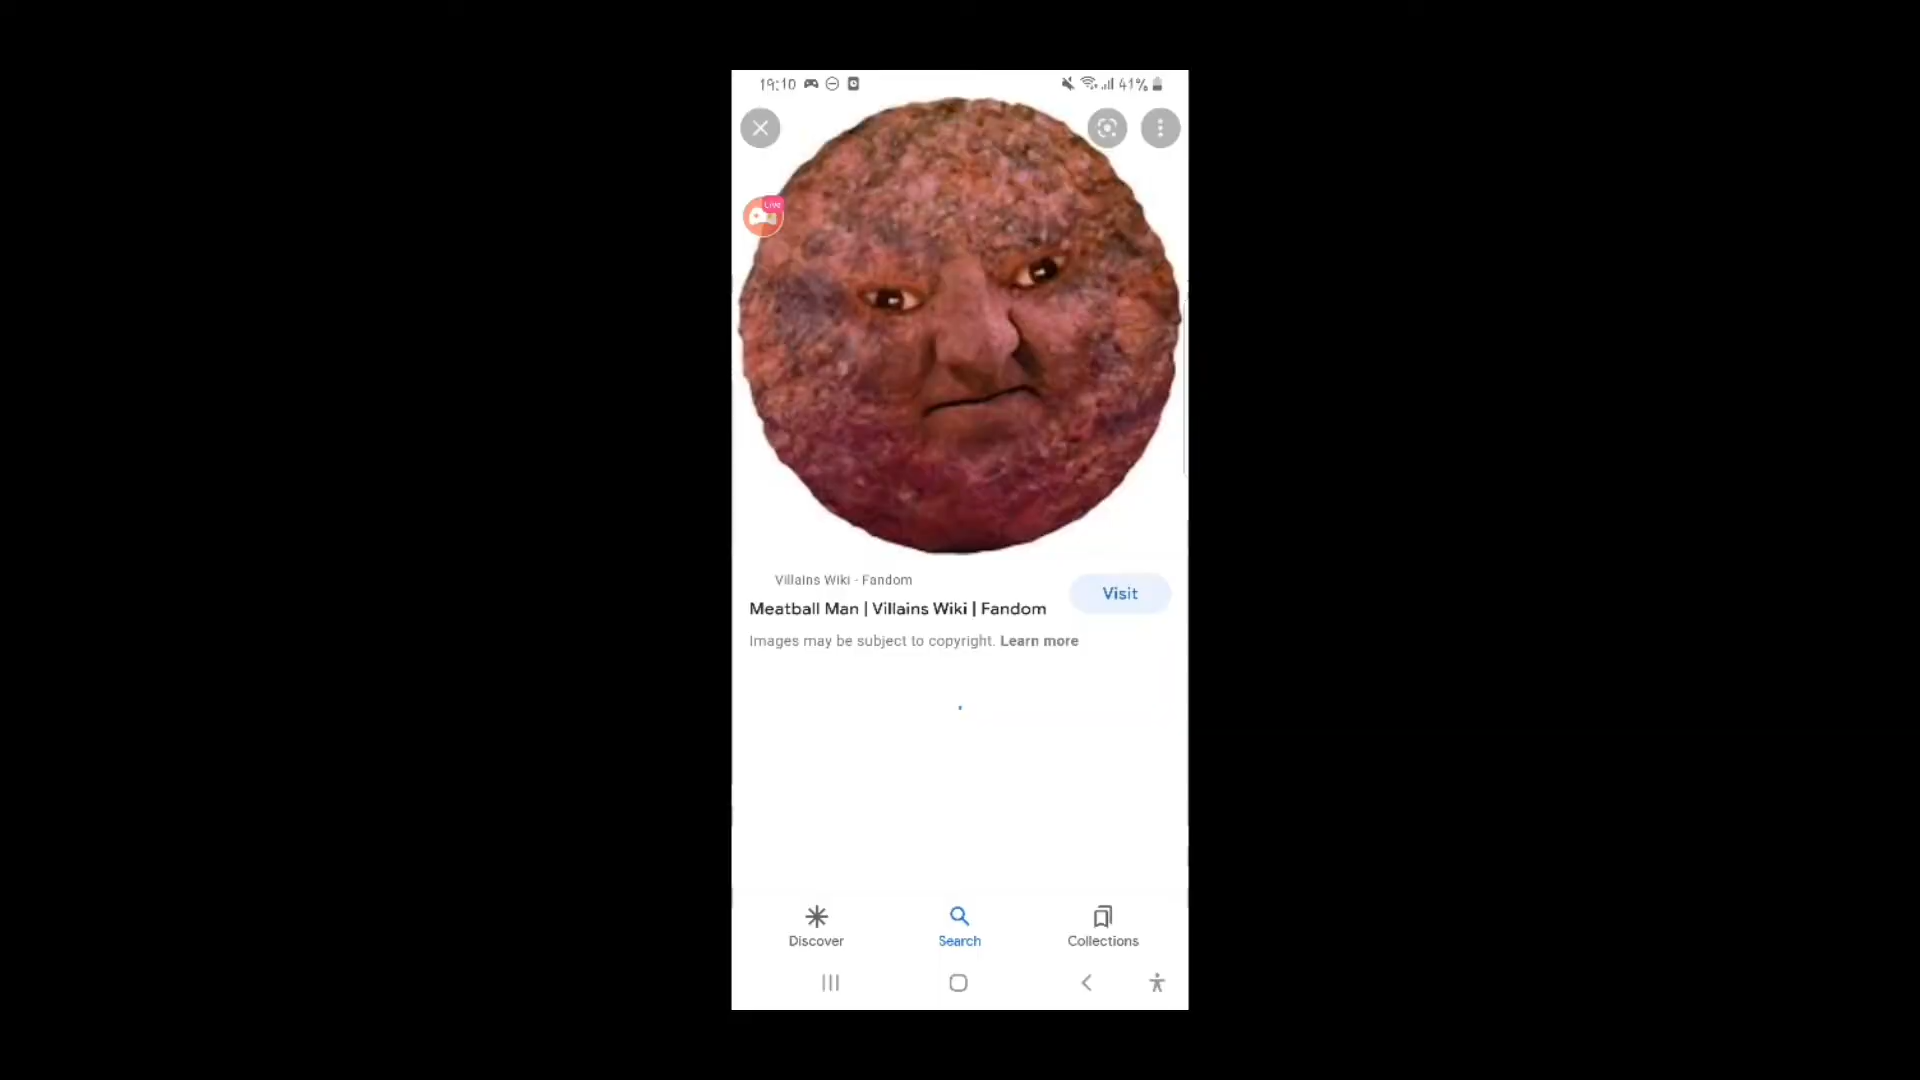 19:10
41%
Live
Villains Wiki - Fandom
Meatball Man | Villains Wiki | Fandom
Visit
Images may be subject to copyright. Learn more
Discover
Search
Collections